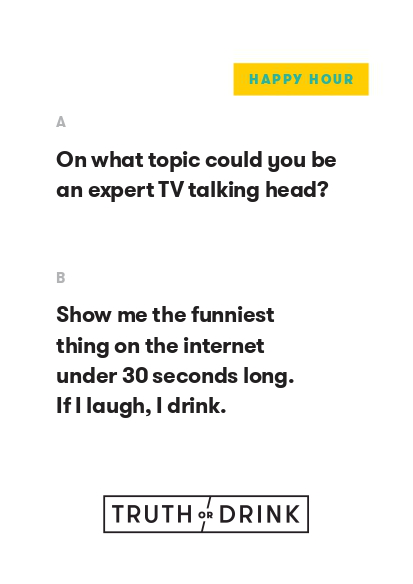 HAPPY HOUR
A
On what topic could you be
an expert TV talking head?
B
Show me the funniest
thing on the internet
under 30 seconds long.
If I laugh, I drink.
TRUTH OR DRINK